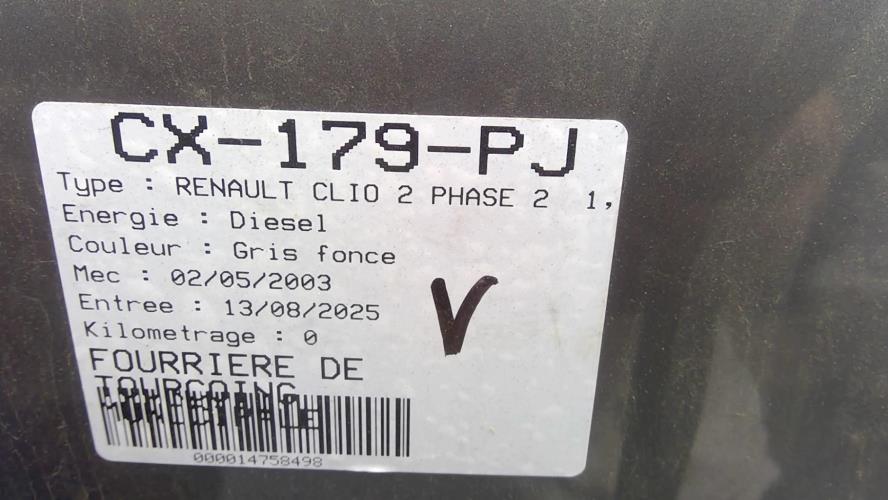 CX-179-PJ
Type : RENAULT CLIO 2 PHASE 2 1,
Energie : Diesel
Couleur : Gris fonce
Mec : 02/05/2003
Entree : 13/08/2025
Kilometrage : 0
V
FOURRIERE DE
TOURCOING
000014758498